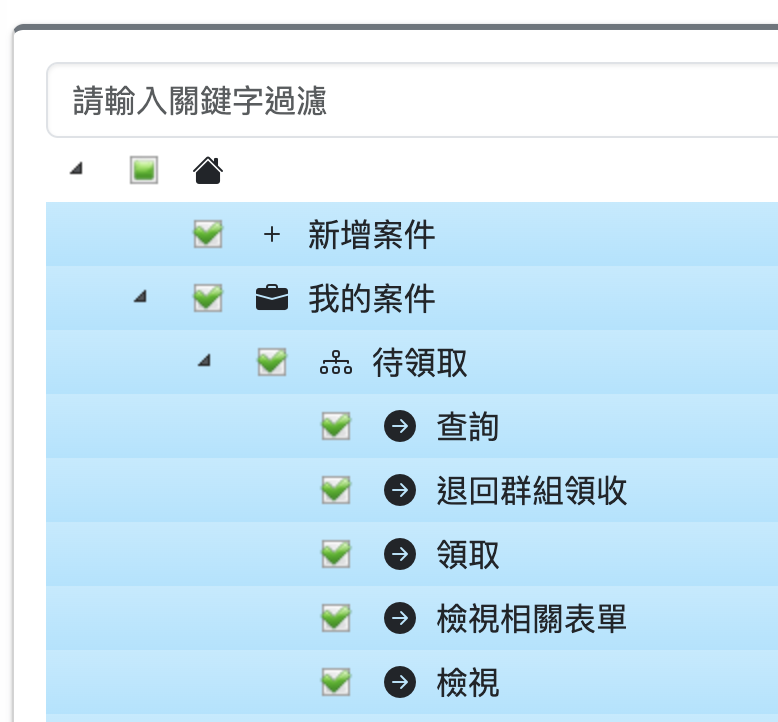 請輸入關鍵字過濾
新增案件
我的案件
待領取
查詢
退回群組領收
領取
檢視相關表單
檢視